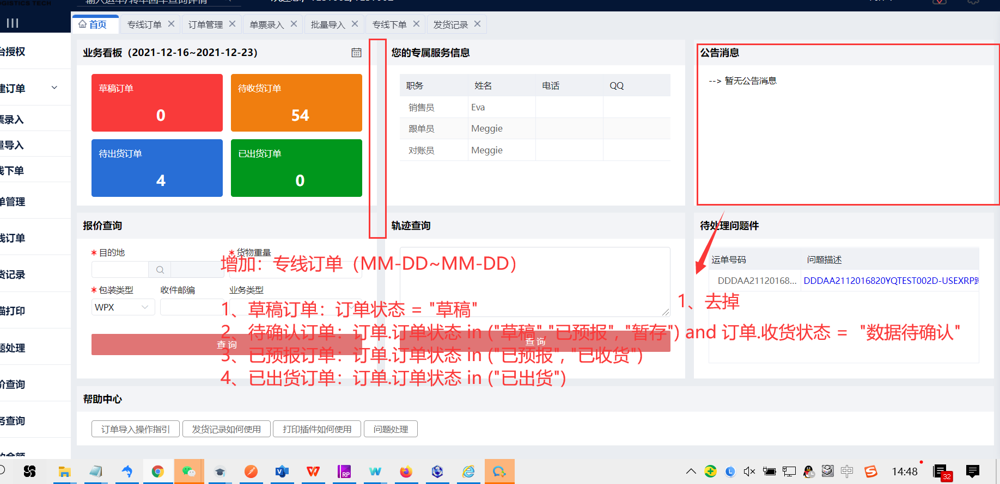 OGISTICS TECH
首页
专线订单
订单管理
单票录入
批量导入
专线下单
发货记录
台授权
建订单
票录入
量导入
线下单
单管理
线订单
货记录
描打印
题处理
价查询
务查询
业务看板（2021-12-16~2021-12-23）
草稿订单
0
待收货订单
54
待出货订单
4
已出货订单
0
您的专属服务信息
职务 姓名 电话 QQ
销售员 Eva
跟单员 Meggie
对账员 Meggie
公告消息
--> 暂无公告消息
报价查询
* 目的地
* 货物重量
* 包装类型 收件邮编 业务类型
WPX
查 询
轨迹查询
查 询
待处理问题件
运单号码 问题描述
DDDAA21120168... DDDAA2112016820YQTEST002D-USEXRP
增加：专线订单（MM-DD~MM-DD）
1、草稿订单：订单状态 = "草稿"
2、待确认订单：订单.订单状态 in ("草稿","已预报", "暂存") and 订单.收货状态 = "数据待确认"
3、已预报订单：订单.订单状态 in ("已预报", "已收货")
4、已出货订单：订单.订单状态 in ("已出货")
1、去掉
帮助中心
订单导入操作指引
发货记录如何使用
打印插件如何使用
问题处理
中
14:48
32